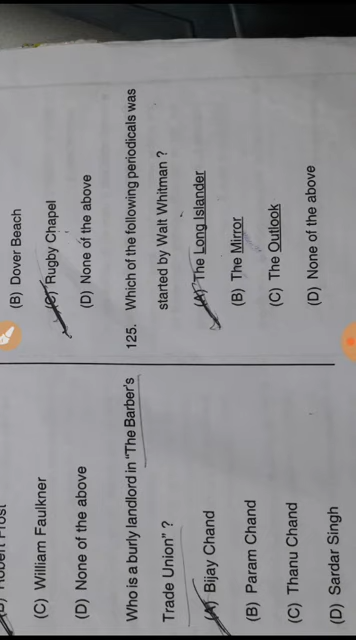 Robert Frost
(C) William Faulkner
(D) None of the above
Who is a burly landlord in "The Barber's
Trade Union" ?
(A) Bijay Chand
(B) Param Chand
(C) Thanu Chand
(D) Sardar Singh
(B) Dover Beach
(C) Rugby Chapel
(D) None of the above
125. Which of the following periodicals was
started by Walt Whitman ?
(A) The Long Islander
(B) The Mirror
(C) The Outlook
(D) None of the above